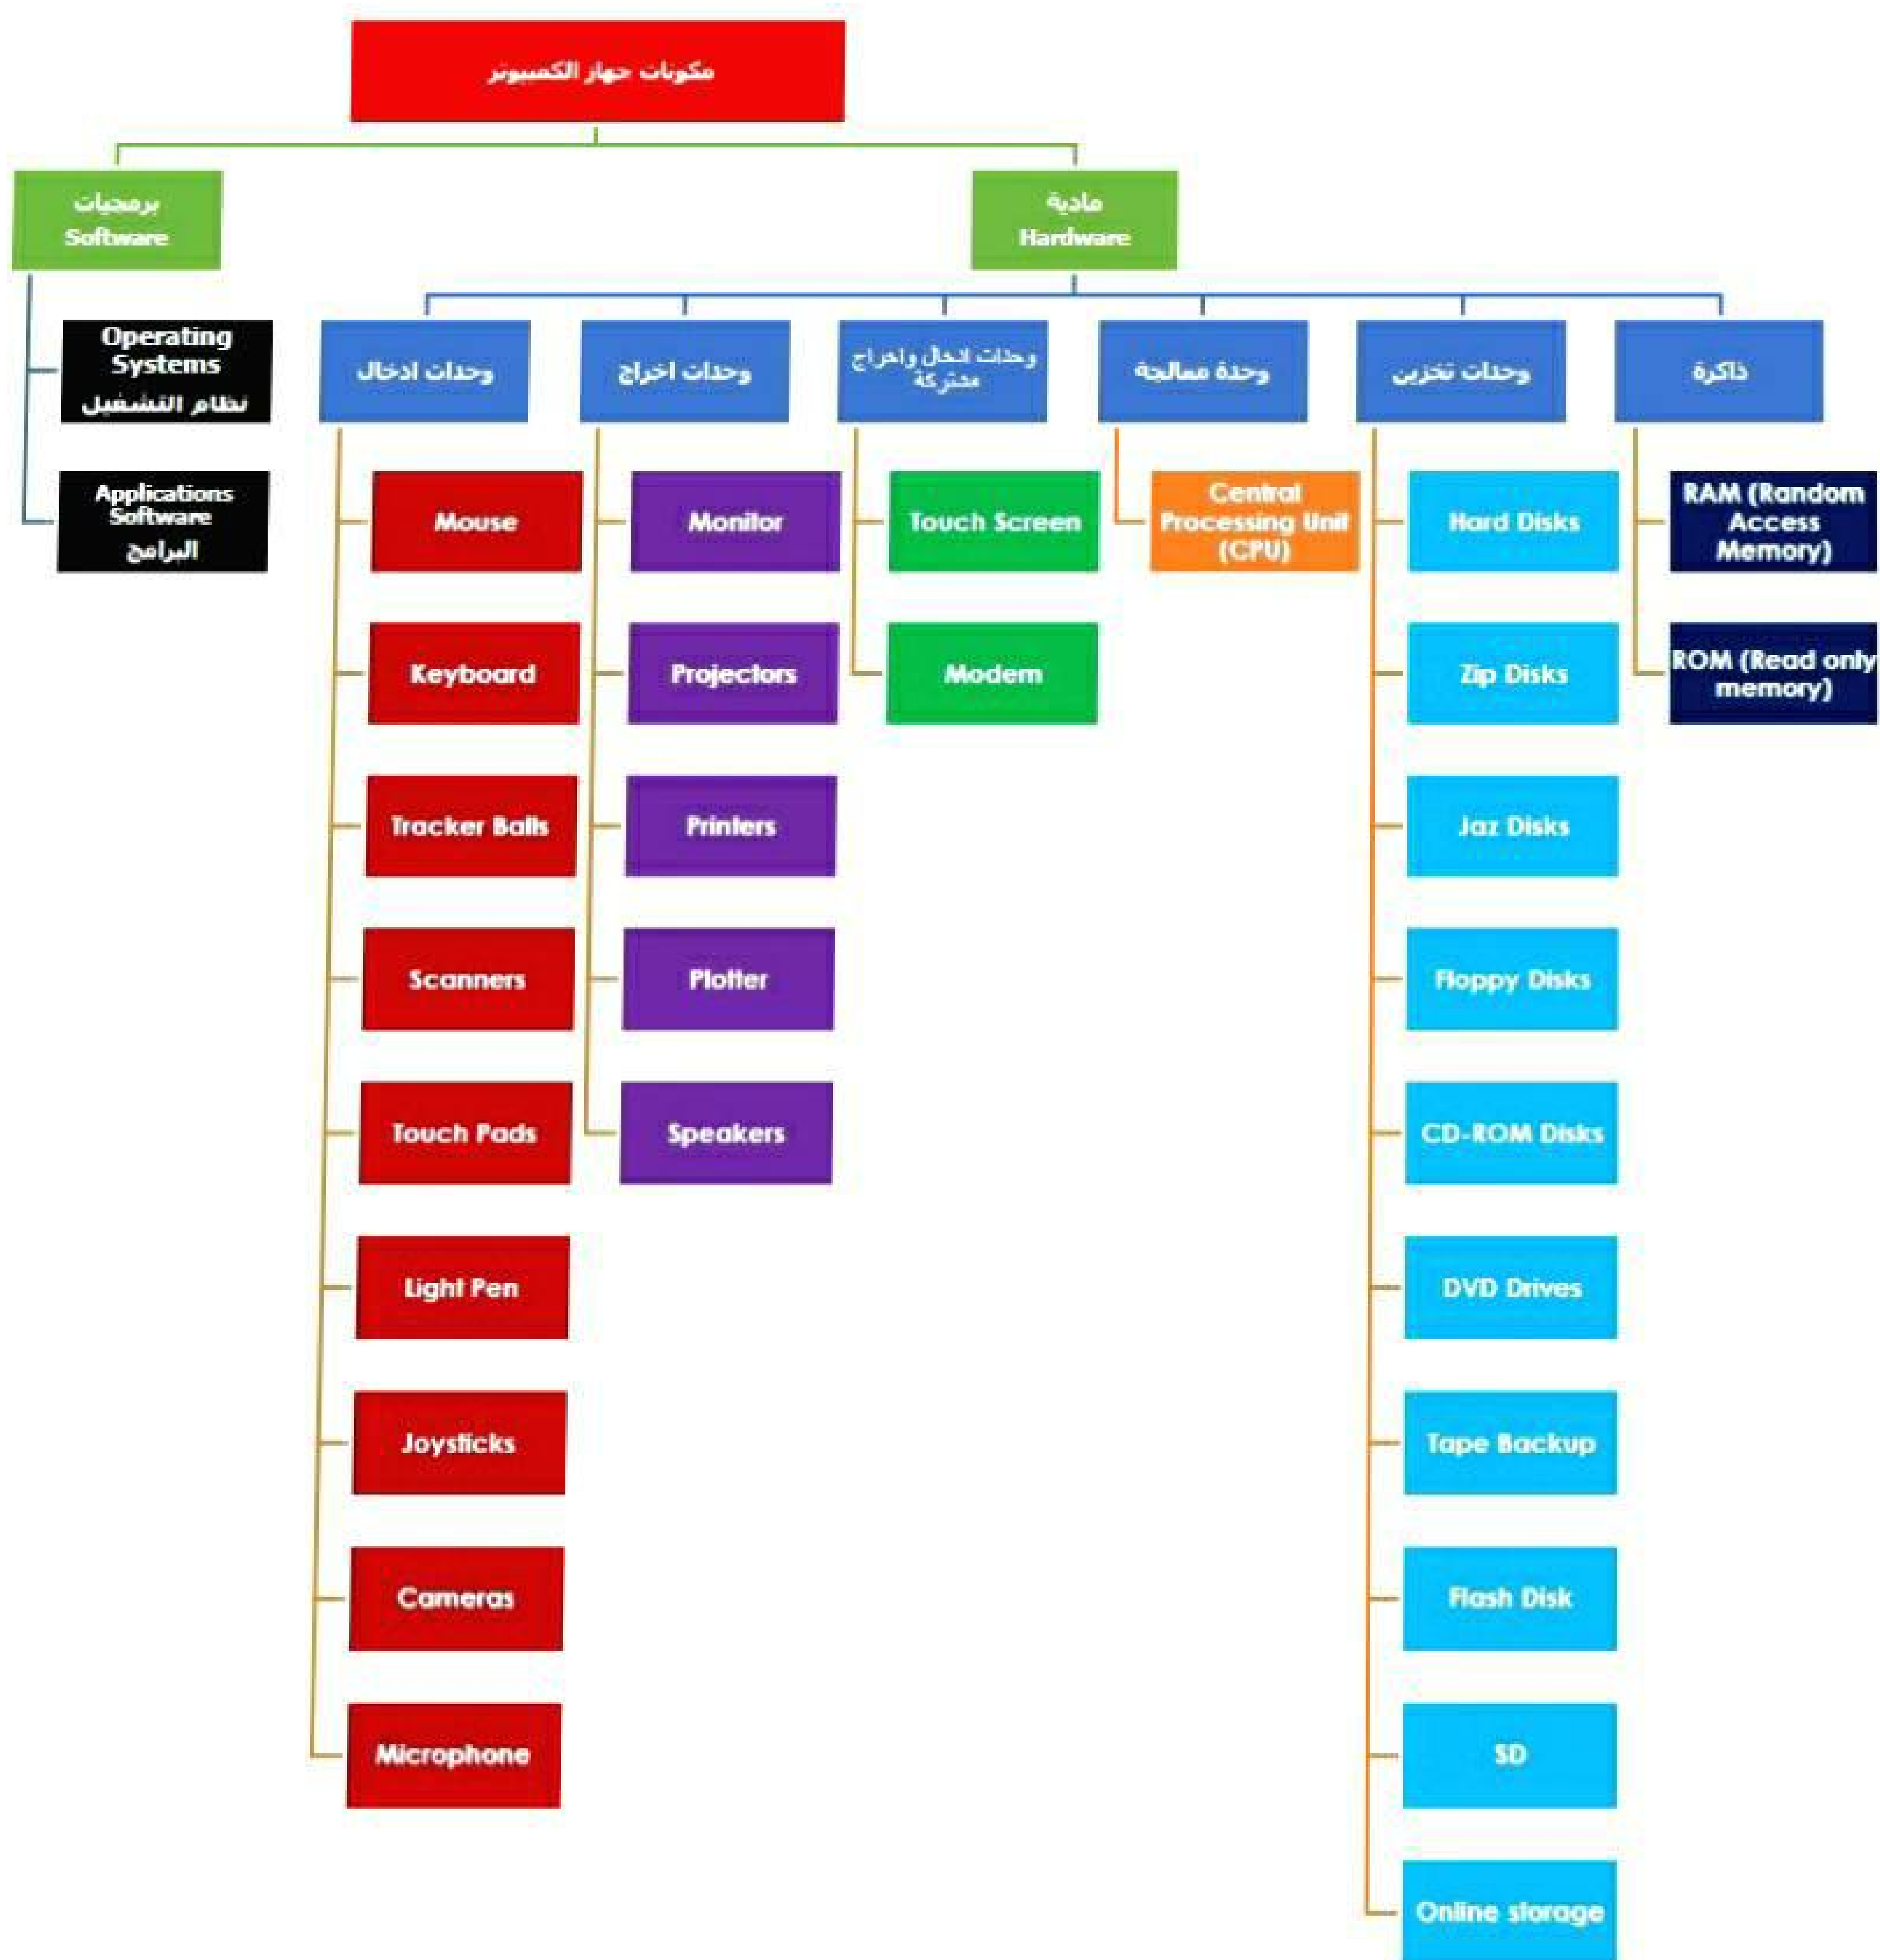 مكونات جهاز الكمبيوتر
برمجيات
Software
Operating
Systems
نظام التشغيل
Applications
Software
البرامج
مادية
Hardware
وحدات ادخال
Mouse
Keyboard
Tracker Balls
Scanners
Touch Pads
Light Pen
Joysticks
Cameras
Microphone
وحدات اخراج
Monitor
Projectors
Printers
Plotter
Speakers
وحدات ادخال واخراج
مشتركة
Touch Screen
Modem
وحدة معالجة
Central
Processing Unit
(CPU)
وحدات تخزين
Hard Disks
Zip Disks
Jaz Disks
Floppy Disks
CD-ROM Disks
DVD Drives
Tape Backup
Flash Disk
SD
Online storage
ذاكرة
RAM (Random
Access
Memory)
ROM (Read only
memory)